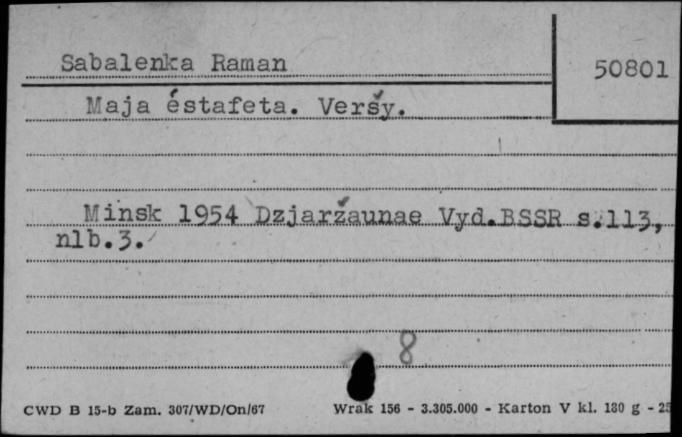 Sabalenka Raman
50801
Maja éstafeta. Veršy.
Minsk 1954 Dzjaržaunae Vyd.BSSR s.113,
nlb.3.
8
CWD B 15-b Zam. 307/WD/On/67
Wrak 156 - 3.305.000 - Karton V kl. 180 g - 25